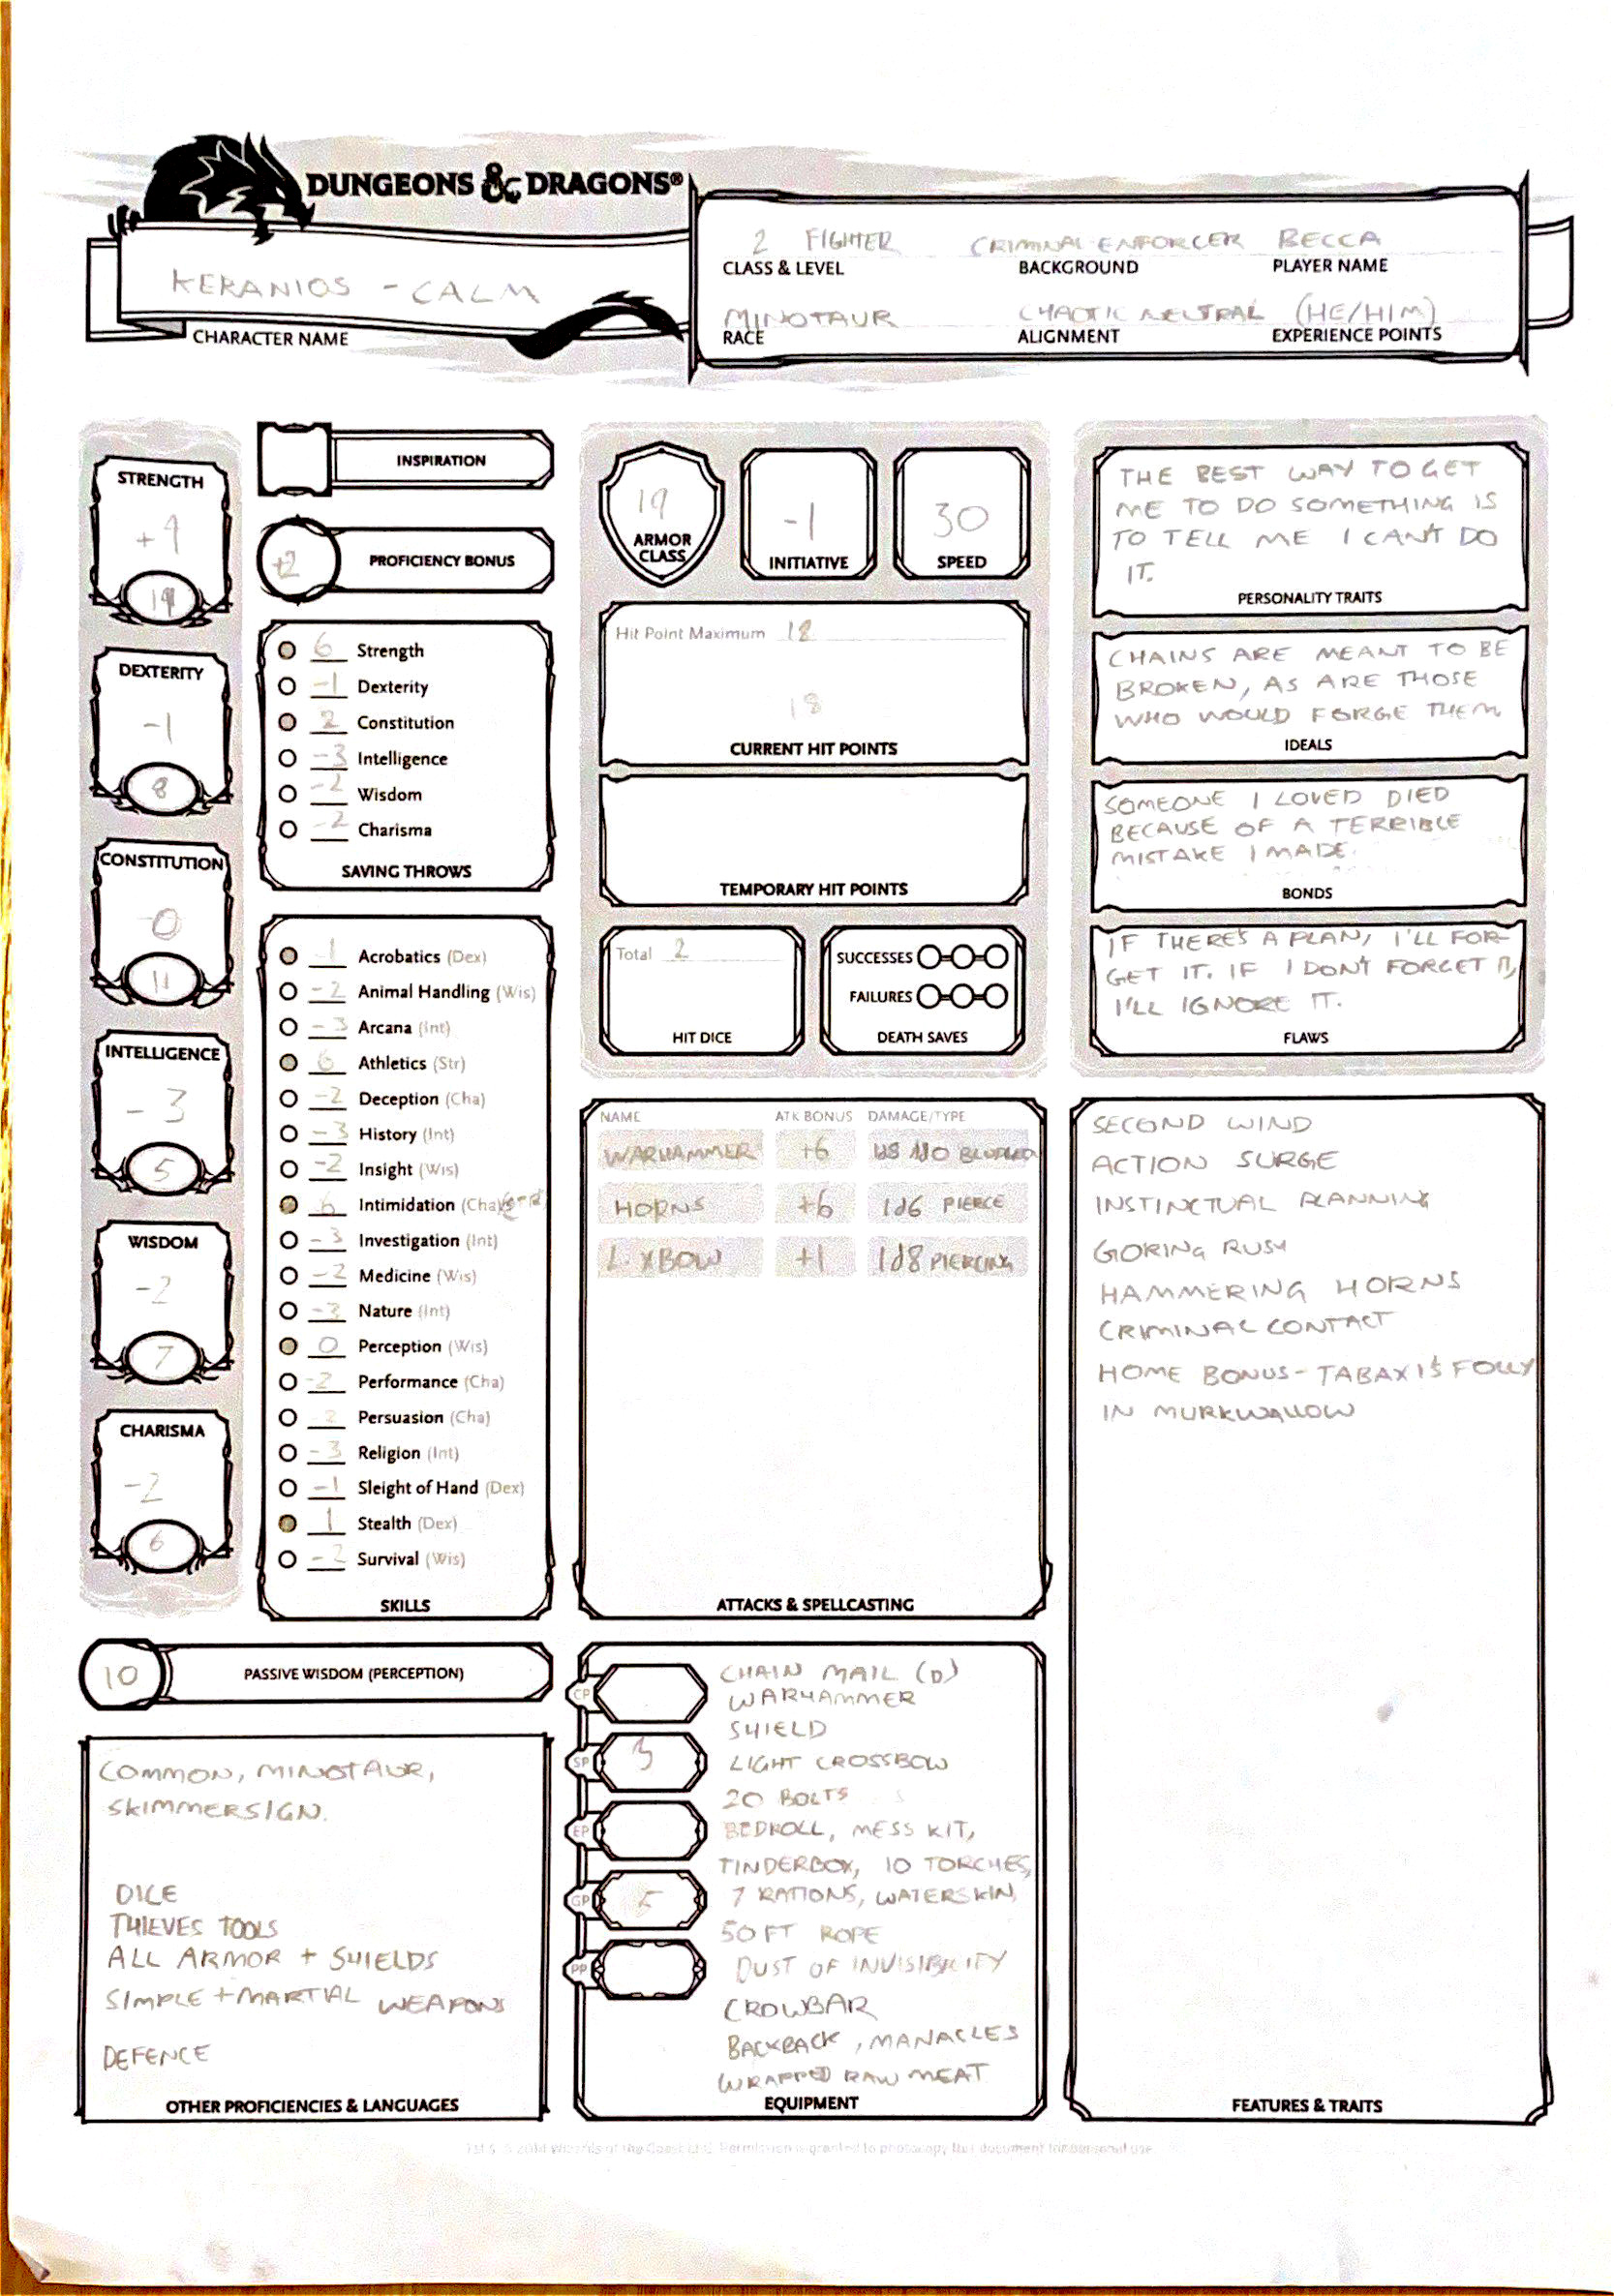 DUNGEONS & DRAGONS®
KERANIOS - CALM
CHARACTER NAME
2 FIGHTER CRIMINAL-ENFORCER BECCA
CLASS & LEVEL BACKGROUND PLAYER NAME
MINOTAUR CHAOTIC NEUTRAL (HE/HIM)
RACE ALIGNMENT EXPERIENCE POINTS
STRENGTH
+4
19
DEXTERITY
-1
8
CONSTITUTION
0
11
INTELLIGENCE
-3
5
WISDOM
-2
7
CHARISMA
-2
6
INSPIRATION
+2 PROFICIENCY BONUS
6 Strength
-1 Dexterity
2 Constitution
-3 Intelligence
-2 Wisdom
-2 Charisma
SAVING THROWS
1 Acrobatics (Dex)
-2 Animal Handling (Wis)
-3 Arcana (Int)
6 Athletics (Str)
-2 Deception (Cha)
-3 History (Int)
-2 Insight (Wis)
6 Intimidation (Cha)
-3 Investigation (Int)
-2 Medicine (Wis)
-3 Nature (Int)
0 Perception (Wis)
-2 Performance (Cha)
-2 Persuasion (Cha)
-3 Religion (Int)
-1 Sleight of Hand (Dex)
1 Stealth (Dex)
-2 Survival (Wis)
SKILLS
10 PASSIVE WISDOM (PERCEPTION)
COMMON, MINOTAUR,
SKIMMERSIGN.
DICE
THIEVES TOOLS
ALL ARMOR + SHIELDS
SIMPLE + MARTIAL WEAPONS
DEFENCE
OTHER PROFICIENCIES & LANGUAGES
19
ARMOR
CLASS
-1
INITIATIVE
30
SPEED
Hit Point Maximum 18
18
CURRENT HIT POINTS
TEMPORARY HIT POINTS
Total 2
HIT DICE
SUCCESSES
FAILURES
DEATH SAVES
NAME ATK BONUS DAMAGE/TYPE
WARHAMMER +6 1d8 1d10
HORNS +6 1d6 PIERCE
L. XBOW +1 1d8 PIERCING
ATTACKS & SPELLCASTING
CP
SP 3
EP
GP 5
PP
CHAIN MAIL (D)
WARHAMMER
SHIELD
LIGHT CROSSBOW
20 BOLTS
BEDROLL, MESS KIT,
TINDERBOX, 10 TORCHES,
7 RATIONS, WATERSKIN,
50FT ROPE
DUST OF INVISIBILITY
CROWBAR
BACKBACK, MANACLES
WRAPPED RAW MEAT
EQUIPMENT
THE BEST WAY TO GET
ME TO DO SOMETHING IS
TO TELL ME I CAN'T DO
IT.
PERSONALITY TRAITS
CHAINS ARE MEANT TO BE
BROKEN, AS ARE THOSE
WHO WOULD FORGE THEM
IDEALS
SOMEONE I LOVED DIED
BECAUSE OF A TERRIBLE
MISTAKE I MADE.
BONDS
IF THERE'S A PLAN, I'LL FOR-
GET IT. IF I DON'T FORGET IT,
I'LL IGNORE IT.
FLAWS
SECOND WIND
ACTION SURGE
INSTINCTUAL PLANNING
GORING RUSH
HAMMERING HORNS
CRIMINAL CONTACT
HOME BONUS - TABAXI'S FOLLY
IN MURKWALLOW
FEATURES & TRAITS
Wizards of the Coast LLC. Permission is granted to photocopy this document for personal use.